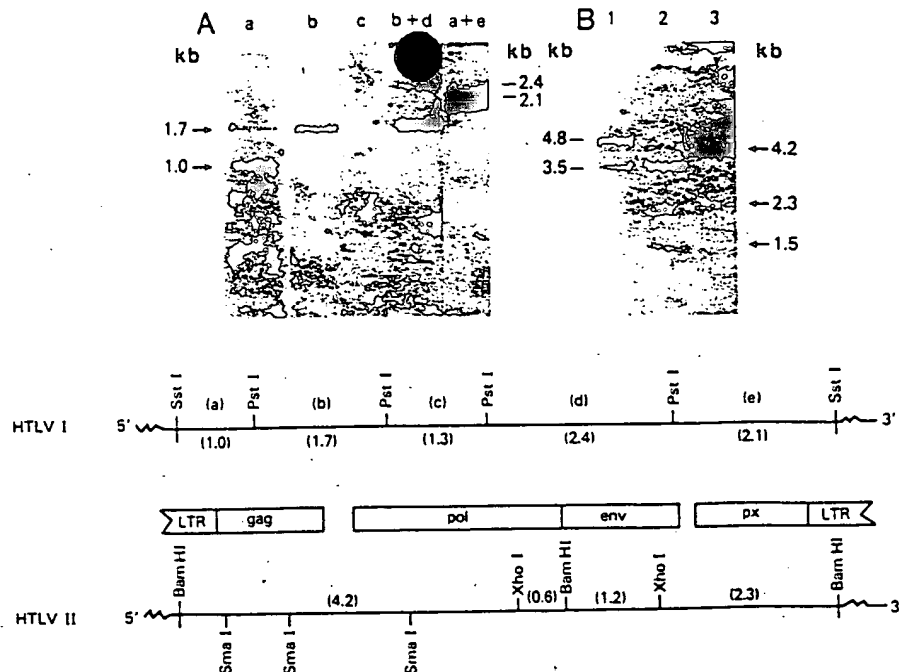 A a b c b+d a+e
kb
1.7 →
1.0 →
kb
– 2.4
– 2.1
B 1 2 3
kb
4.8 –
3.5 –
kb
← 4.2
← 2.3
← 1.5
Sst I (a) Pst I (b) Pst I (c) Pst I (d) Pst I (e) Sst I
HTLV I 5' 3'
(1.0) (1.7) (1.3) (2.4) (2.1)
LTR gag pol env px LTR
Bam HI Xho I Bam HI Xho I Bam HI
(4.2) (0.6) (1.2) (2.3)
HTLV II 5' 3'
Sma I Sma I Sma I